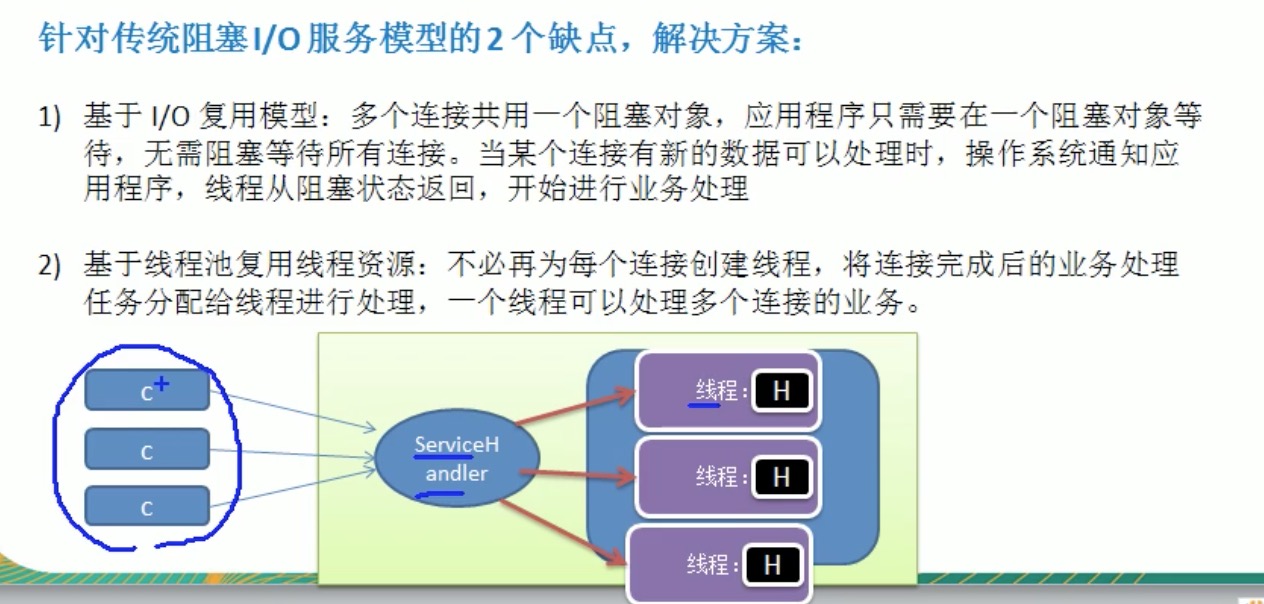 针对传统阻塞I/O服务模型的2个缺点，解决方案：
1) 基于 I/O 复用模型：多个连接共用一个阻塞对象，应用程序只需要在一个阻塞对象等
待，无需阻塞等待所有连接。当某个连接有新的数据可以处理时，操作系统通知应
用程序，线程从阻塞状态返回，开始进行业务处理
2) 基于线程池复用线程资源：不必再为每个连接创建线程，将连接完成后的业务处理
任务分配给线程进行处理，一个线程可以处理多个连接的业务。
c
c
c
ServiceH
andler
线程：H
线程：H
线程：H